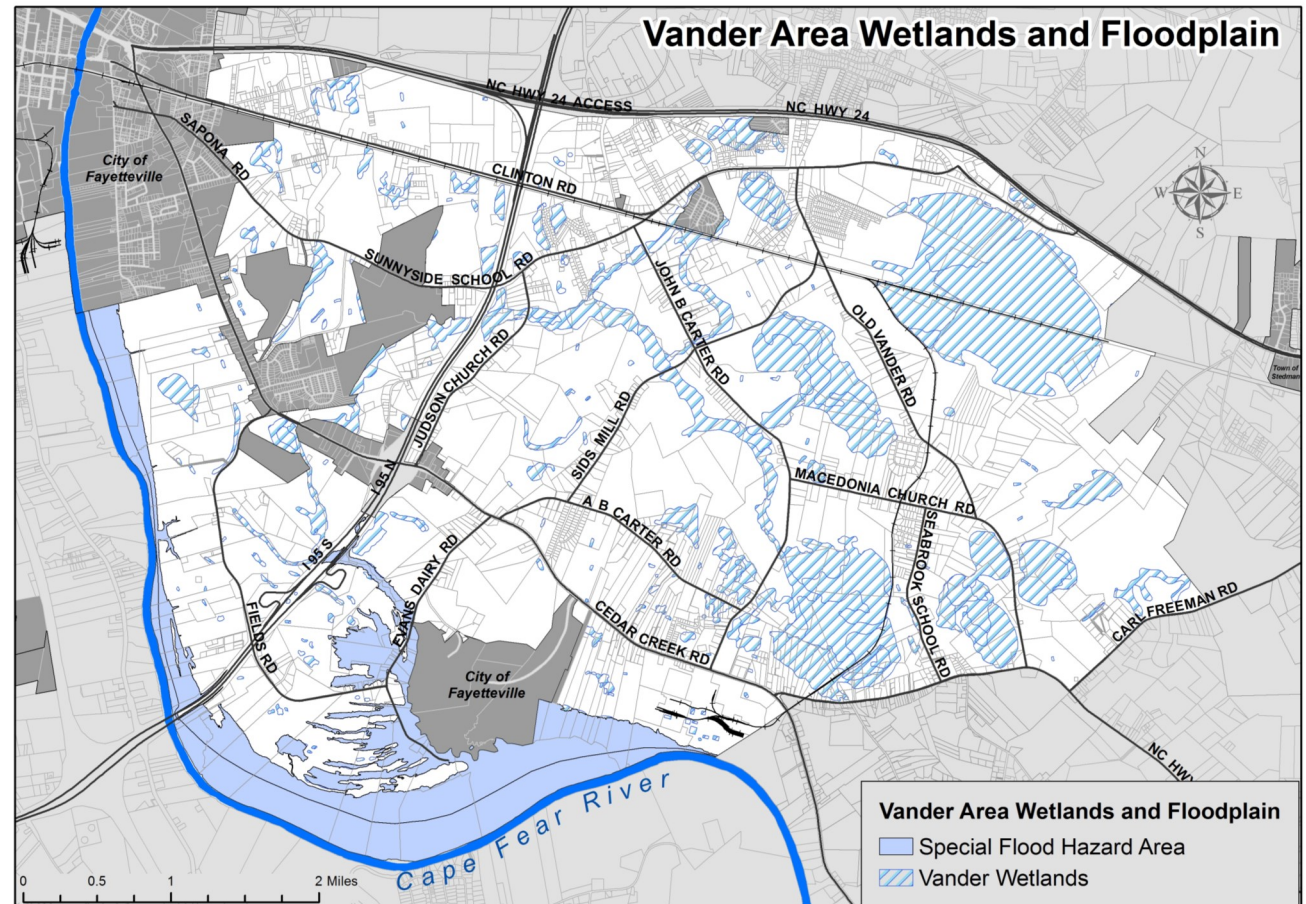 Vander Area Wetlands and Floodplain
NC HWY 24 ACCESS
NC HWY 24
SAPONA RD
City of
Fayetteville
CLINTON RD
N
W
E
S
SUNNYSIDE SCHOOL RD
JOHN B CARTER RD
OLD VANDER RD
JUDSON CHURCH RD
Town of
Stedman
SIDS MILL RD
I 95 N
MACEDONIA CHURCH RD
A B CARTER RD
SEABROOK SCHOOL RD
I 95 S
EVANS DAIRY RD
FIELDS RD
CEDAR CREEK RD
CARL FREEMAN RD
City of
Fayetteville
NC HWY
Cape Fear River
0 0.5 1 2 Miles
Vander Area Wetlands and Floodplain
Special Flood Hazard Area
Vander Wetlands